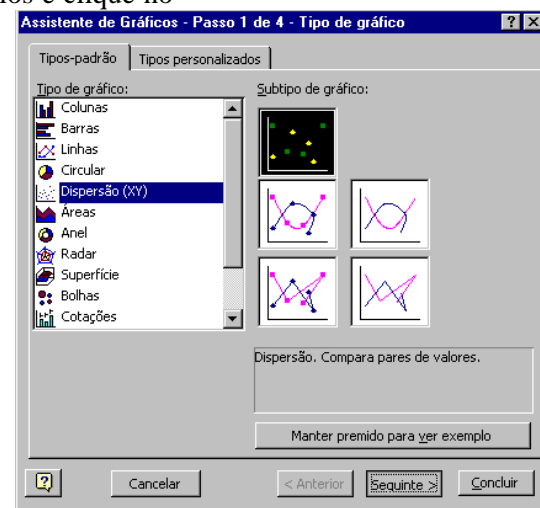 e clique no
Assistente de Gráficos - Passo 1 de 4 - Tipo de gráfico
Tipos-padrão
Tipos personalizados
Tipo de gráfico:
Subtipo de gráfico:
Colunas
Barras
Linhas
Circular
Dispersão (XY)
Áreas
Anel
Radar
Superfície
Bolhas
Cotações
Dispersão. Compara pares de valores.
Manter premido para ver exemplo
Cancelar
< Anterior
Seguinte >
Concluir